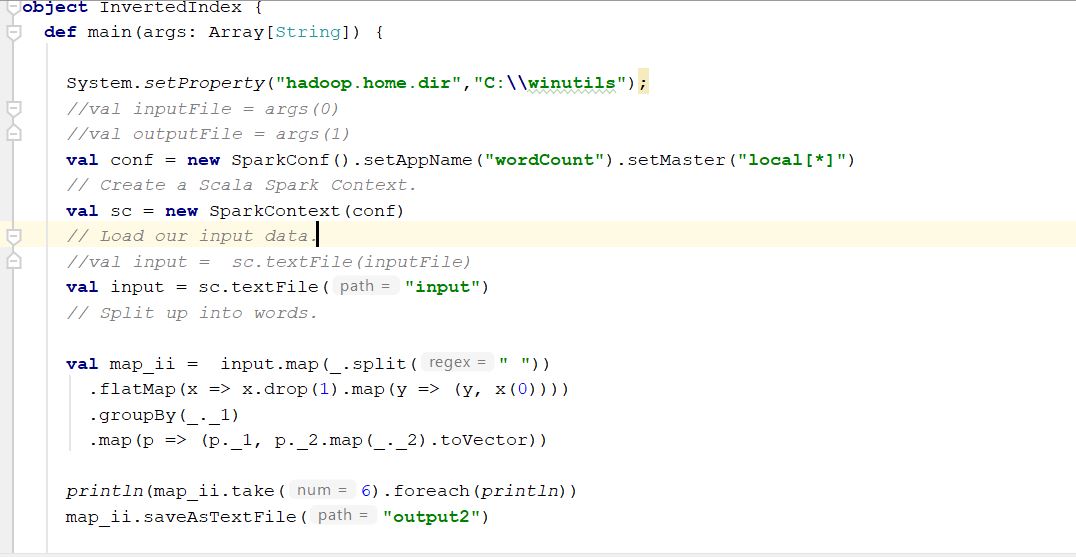 object InvertedIndex {
def main(args: Array[String]) {
System.setProperty("hadoop.home.dir","C:\\winutils");
//val inputFile = args(0)
//val outputFile = args(1)
val conf = new SparkConf().setAppName("wordCount").setMaster("local[*]")
// Create a Scala Spark Context.
val sc = new SparkContext(conf)
// Load our input data.
//val input =  sc.textFile(inputFile)
val input = sc.textFile( path = "input")
// Split up into words.
val map_ii =  input.map(_.split( regex = " "))
.flatMap(x => x.drop(1).map(y => (y, x(0))))
.groupBy(_._1)
.map(p => (p._1, p._2.map(_._2).toVector))
println(map_ii.take( num = 6).foreach(println))
map_ii.saveAsTextFile( path = "output2")